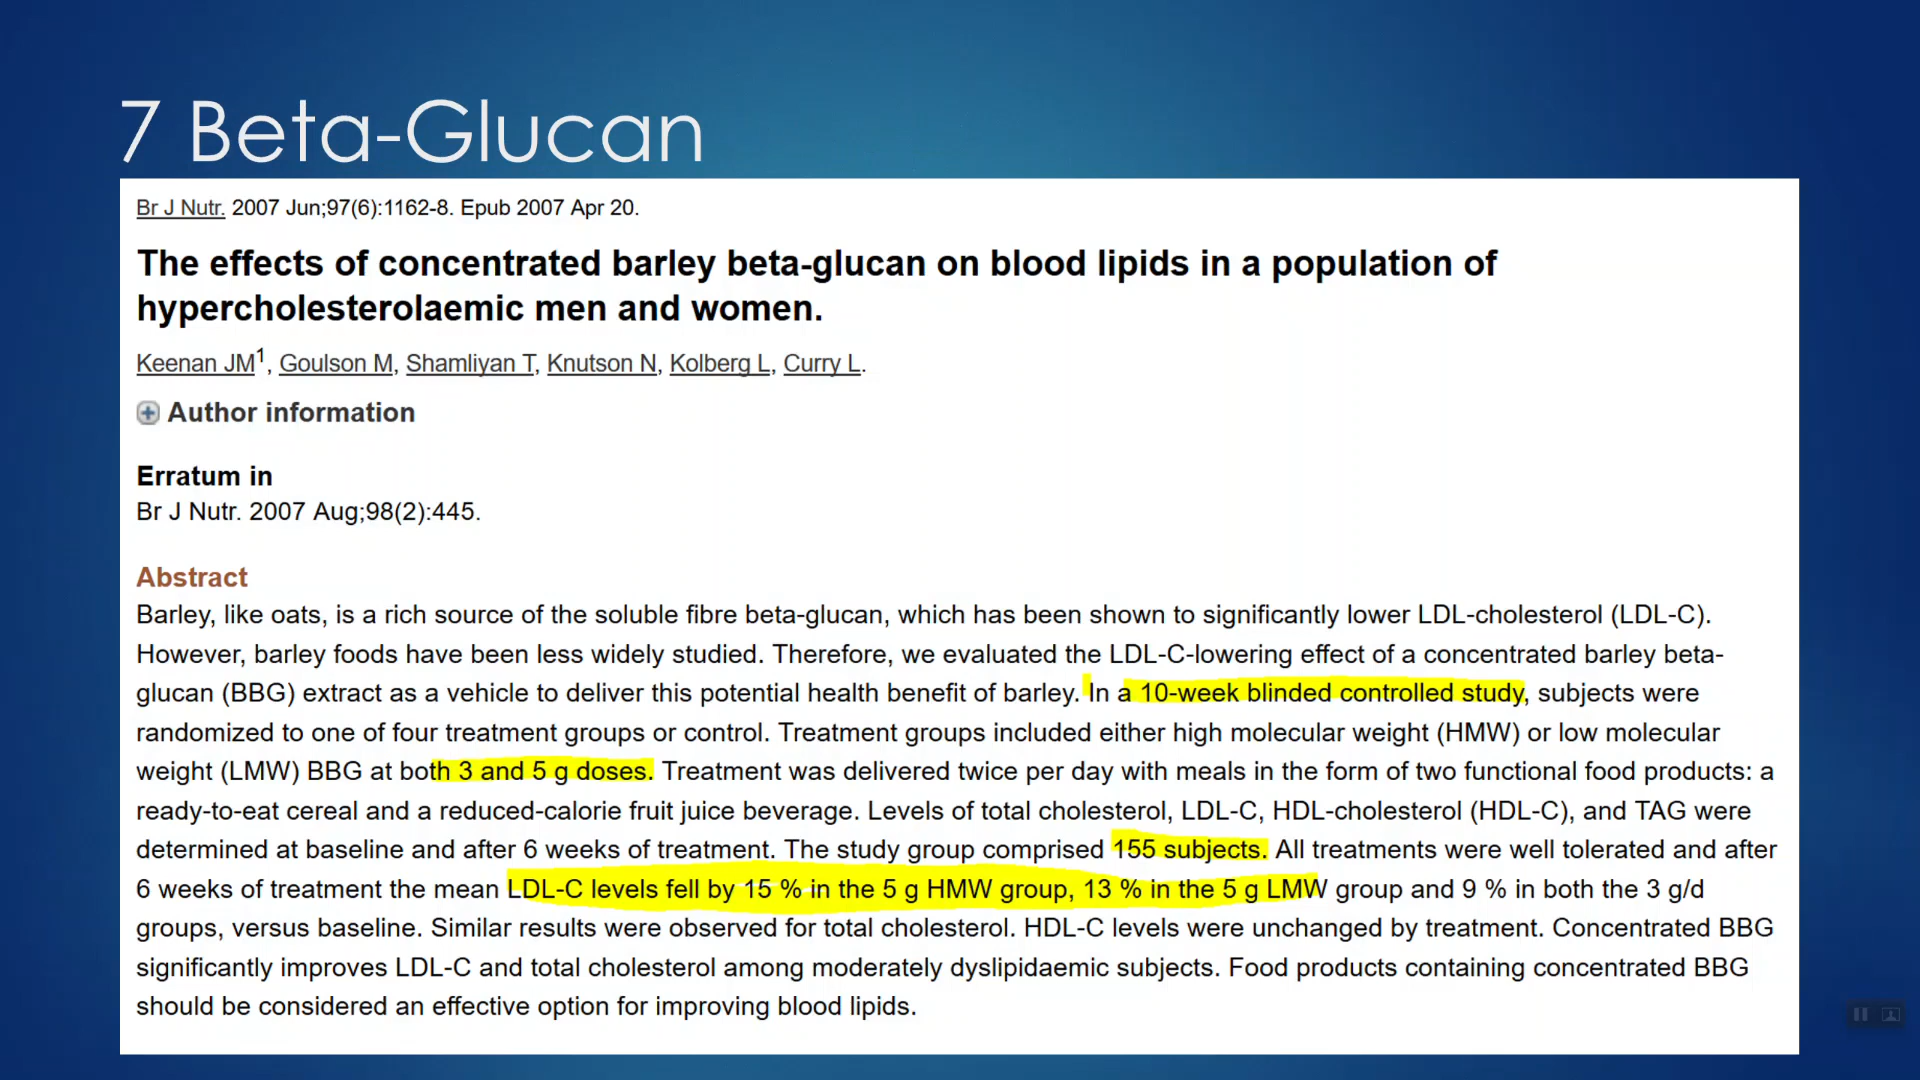 7 Beta-Glucan
Br J Nutr. 2007 Jun;97(6):1162-8. Epub 2007 Apr 20.
The effects of concentrated barley beta-glucan on blood lipids in a population of
hypercholesterolaemic men and women.
Keenan JM1, Goulson M, Shamliyan T, Knutson N, Kolberg L, Curry L.
Author information
Erratum in
Br J Nutr. 2007 Aug;98(2):445.
Abstract
Barley, like oats, is a rich source of the soluble fibre beta-glucan, which has been shown to significantly lower LDL-cholesterol (LDL-C).
However, barley foods have been less widely studied. Therefore, we evaluated the LDL-C-lowering effect of a concentrated barley beta-
glucan (BBG) extract as a vehicle to deliver this potential health benefit of barley. In a 10-week blinded controlled study, subjects were
randomized to one of four treatment groups or control. Treatment groups included either high molecular weight (HMW) or low molecular
weight (LMW) BBG at both 3 and 5 g doses. Treatment was delivered twice per day with meals in the form of two functional food products: a
ready-to-eat cereal and a reduced-calorie fruit juice beverage. Levels of total cholesterol, LDL-C, HDL-cholesterol (HDL-C), and TAG were
determined at baseline and after 6 weeks of treatment. The study group comprised 155 subjects. All treatments were well tolerated and after
6 weeks of treatment the mean LDL-C levels fell by 15 % in the 5 g HMW group, 13 % in the 5 g LMW group and 9 % in both the 3 g/d
groups, versus baseline. Similar results were observed for total cholesterol. HDL-C levels were unchanged by treatment. Concentrated BBG
significantly improves LDL-C and total cholesterol among moderately dyslipidaemic subjects. Food products containing concentrated BBG
should be considered an effective option for improving blood lipids.